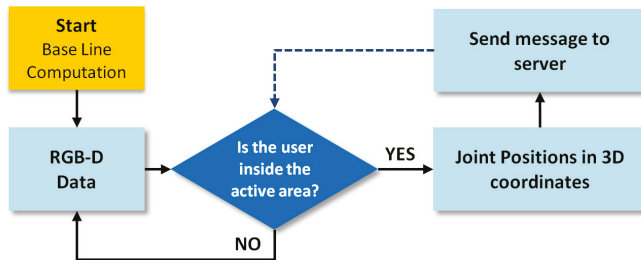 Start
Base Line
Computation
RGB-D
Data
Is the user
inside the
active area?
YES
NO
Joint Positions in 3D
coordinates
Send message to
server